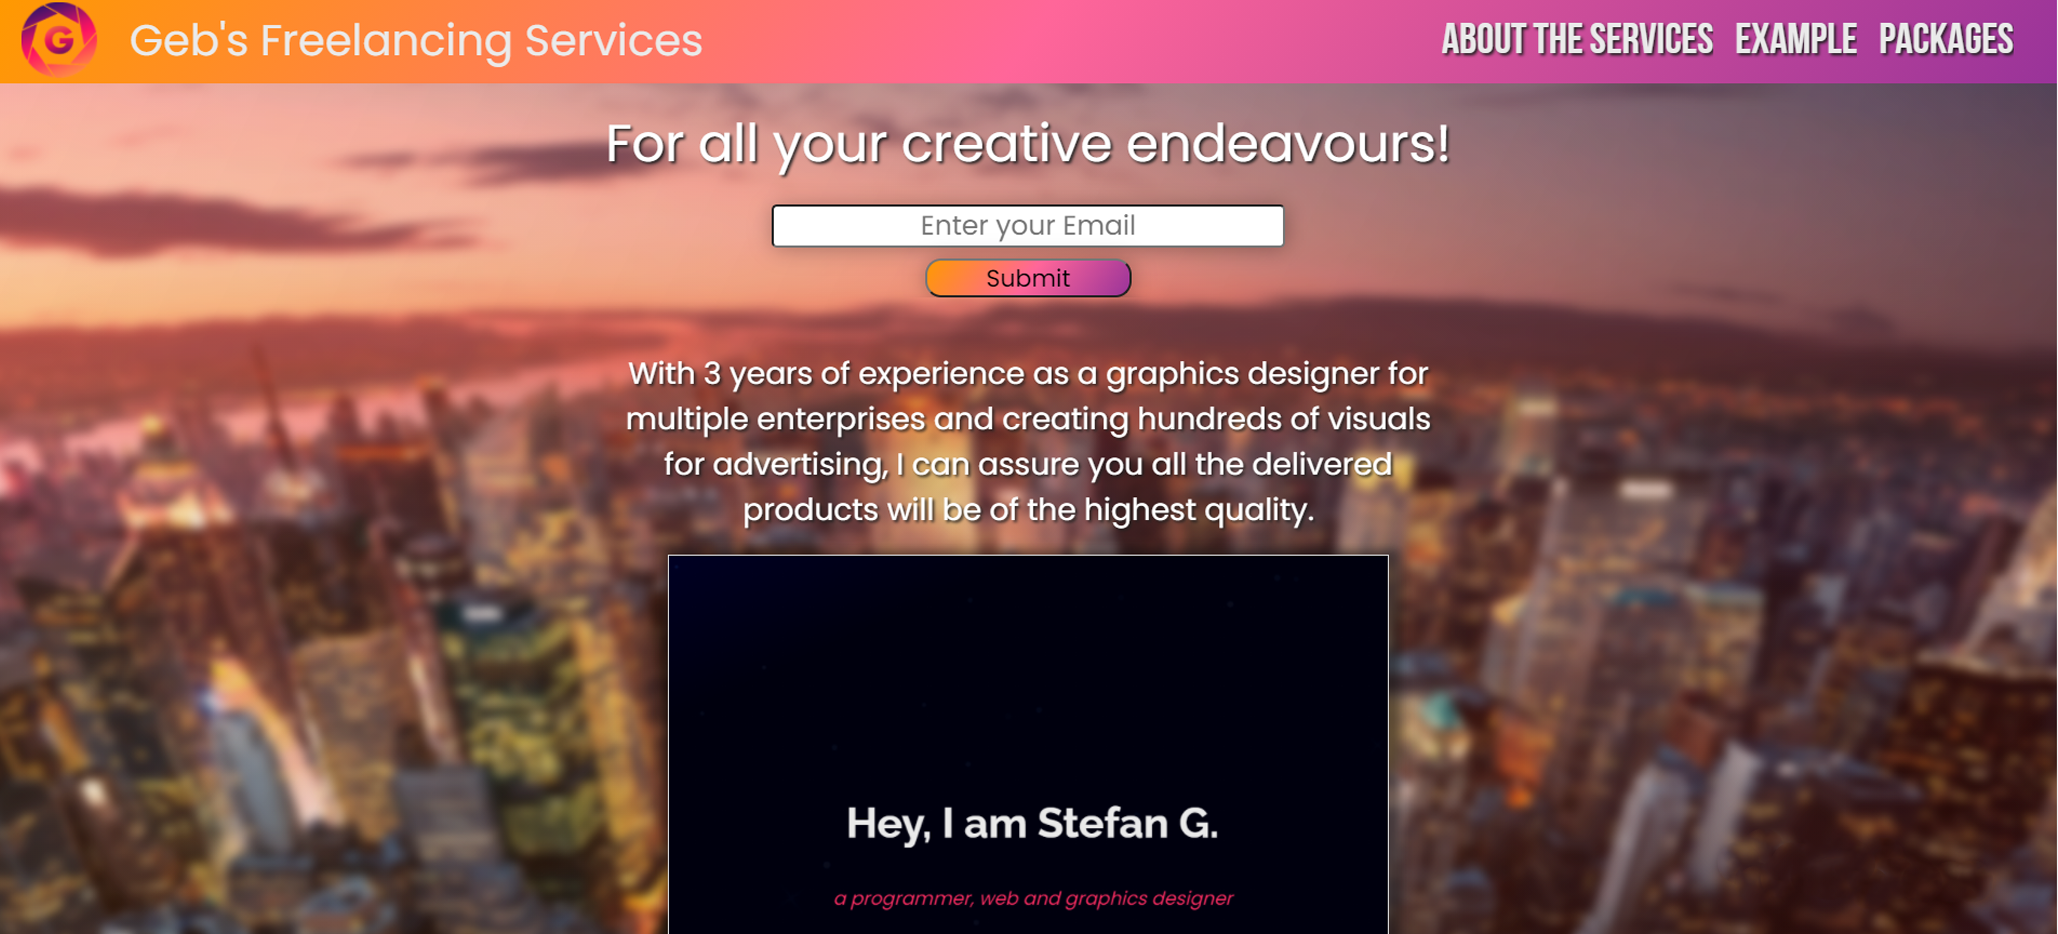 G
Geb's Freelancing Services
ABOUT THE SERVICES EXAMPLE PACKAGES
For all your creative endeavours!
Enter your Email
Submit
With 3 years of experience as a graphics designer for
multiple enterprises and creating hundreds of visuals
for advertising, I can assure you all the delivered
products will be of the highest quality.
Hey, I am Stefan G.
a programmer, web and graphics designer